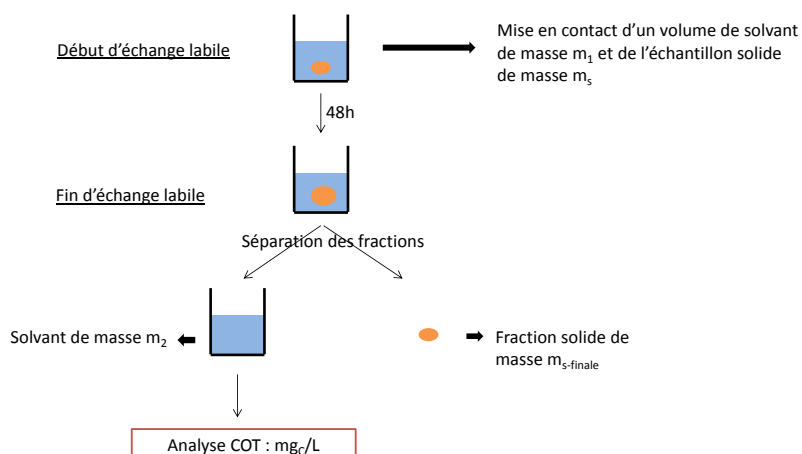 Début d'échange labile
Mise en contact d'un volume de solvant
de masse m₁ et de l'échantillon solide
de masse mₛ
48h
Fin d'échange labile
Séparation des fractions
Solvant de masse m₂
Fraction solide de
masse m_{s-finale}
Analyse COT : mg_C/L